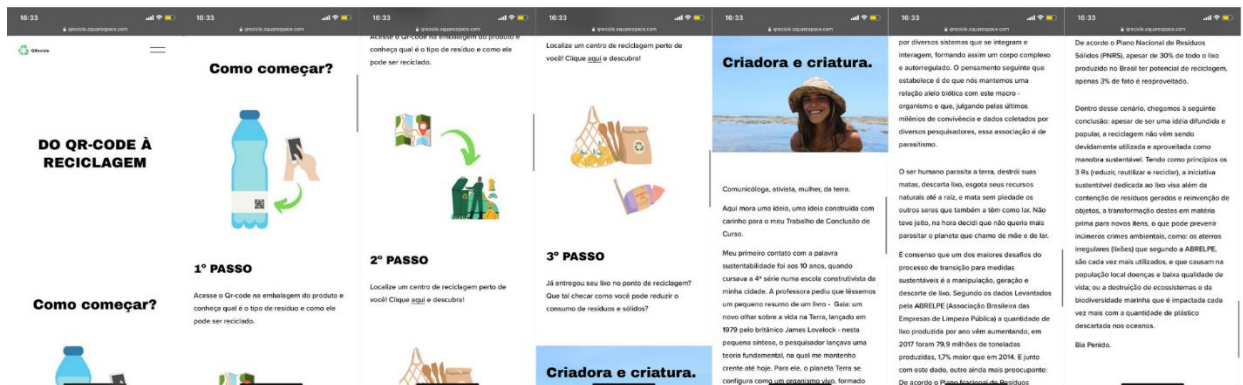 16:33
qrecicle.squarespace.com
QRecicle
DO QR-CODE À
RECICLAGEM
Como começar?
16:33
qrecicle.squarespace.com
Como começar?
1º PASSO
Acesse o Qr-code na embalagem do produto e
conheça qual é o tipo de resíduo e como ele
pode ser reciclado.
16:33
qrecicle.squarespace.com
Acesse o Qr-code na embalagem do produto e
conheça qual é o tipo de resíduo e como ele
pode ser reciclado.
2º PASSO
Localize um centro de reciclagem perto de
você! Clique aqui e descubra!
16:33
qrecicle.squarespace.com
Localize um centro de reciclagem perto de
você! Clique aqui e descubra!
3º PASSO
Já entregou seu lixo no ponto de reciclagem?
Que tal checar como você pode reduzir o
consumo de resíduos e sólidos?
Criadora e criatura.
16:33
qrecicle.squarespace.com
Criadora e criatura.
Comunicóloga, ativista, mulher, da terra.
Aqui mora uma ideia, uma ideia construída com
carinho para o meu Trabalho de Conclusão de
Curso.
Meu primeiro contato com a palavra
sustentabilidade foi aos 10 anos, quando
cursava a 4ª série numa escola construtivista da
minha cidade. A professora pediu que lêssemos
um pequeno resumo de um livro - Gaia: um
novo olhar sobre a vida na Terra, lançado em
1979 pelo britânico James Lovelock - nesta
pequena síntese, o pesquisador lançava uma
teoria fundamental, na qual me mantenho
crente até hoje. Para ele, o planeta Terra se
configura como um organismo vivo, formado
16:33
qrecicle.squarespace.com
por diversos sistemas que se integram e
interagem, formando assim um corpo complexo
e autorregulado. O pensamento seguinte que
estabelece é de que nós mantemos uma
relação alelo biótica com este macro -
organismo e que, julgando pelas últimos
milênios de convivência e dados coletados por
diversos pesquisadores, essa associação é de
parasitismo.
O ser humano parasita a terra, destrói suas
matas, descarta lixo, esgota seus recursos
naturais até a raiz, e mata sem piedade os
outros seres que também a têm como lar. Não
teve jeito, na hora decidi que não queria mais
parasitar o planeta que chamo de mãe e de lar.
É consenso que um dos maiores desafios do
processo de transição para medidas
sustentáveis é a manipulação, geração e
descarte de lixo. Segundo os dados Levantados
pela ABRELPE (Associação Brasileira das
Empresas de Limpeza Pública) a quantidade de
lixo produzida por ano vêm aumentando, em
2017 foram 79,9 milhões de toneladas
produzidas, 1,7% maior que em 2014. E junto
com este dado, outro ainda mais preocupante:
De acordo o Plano Nacional de Resíduos
16:33
qrecicle.squarespace.com
De acordo o Plano Nacional de Resíduos
Sólidos (PNRS), apesar de 30% de todo o lixo
produzido no Brasil ter potencial de reciclagem,
apenas 3% de fato é reaproveitado.
Dentro desse cenário, chegamos à seguinte
conclusão: apesar de ser uma idéia difundida e
popular, a reciclagem não vêm sendo
devidamente utilizada e aproveitada como
manobra sustentável. Tendo como princípios os
3 Rs (reduzir, reutilizar e reciclar), a iniciativa
sustentável dedicada ao lixo visa além da
contenção de resíduos gerados e reinvenção de
objetos, a transformação destes em matéria
prima para novos itens, o que pode prevenir
inúmeros crimes ambientais, como: os aterros
irregulares (lixões) que segundo a ABRELPE,
são cada vez mais utilizados, e que causam na
população local doenças e baixa qualidade de
vida; ou a destruição de ecossistemas e da
biodiversidade marinha que é impactada cada
vez mais com a quantidade de plástico
descartada nos oceanos.
Bia Penido.